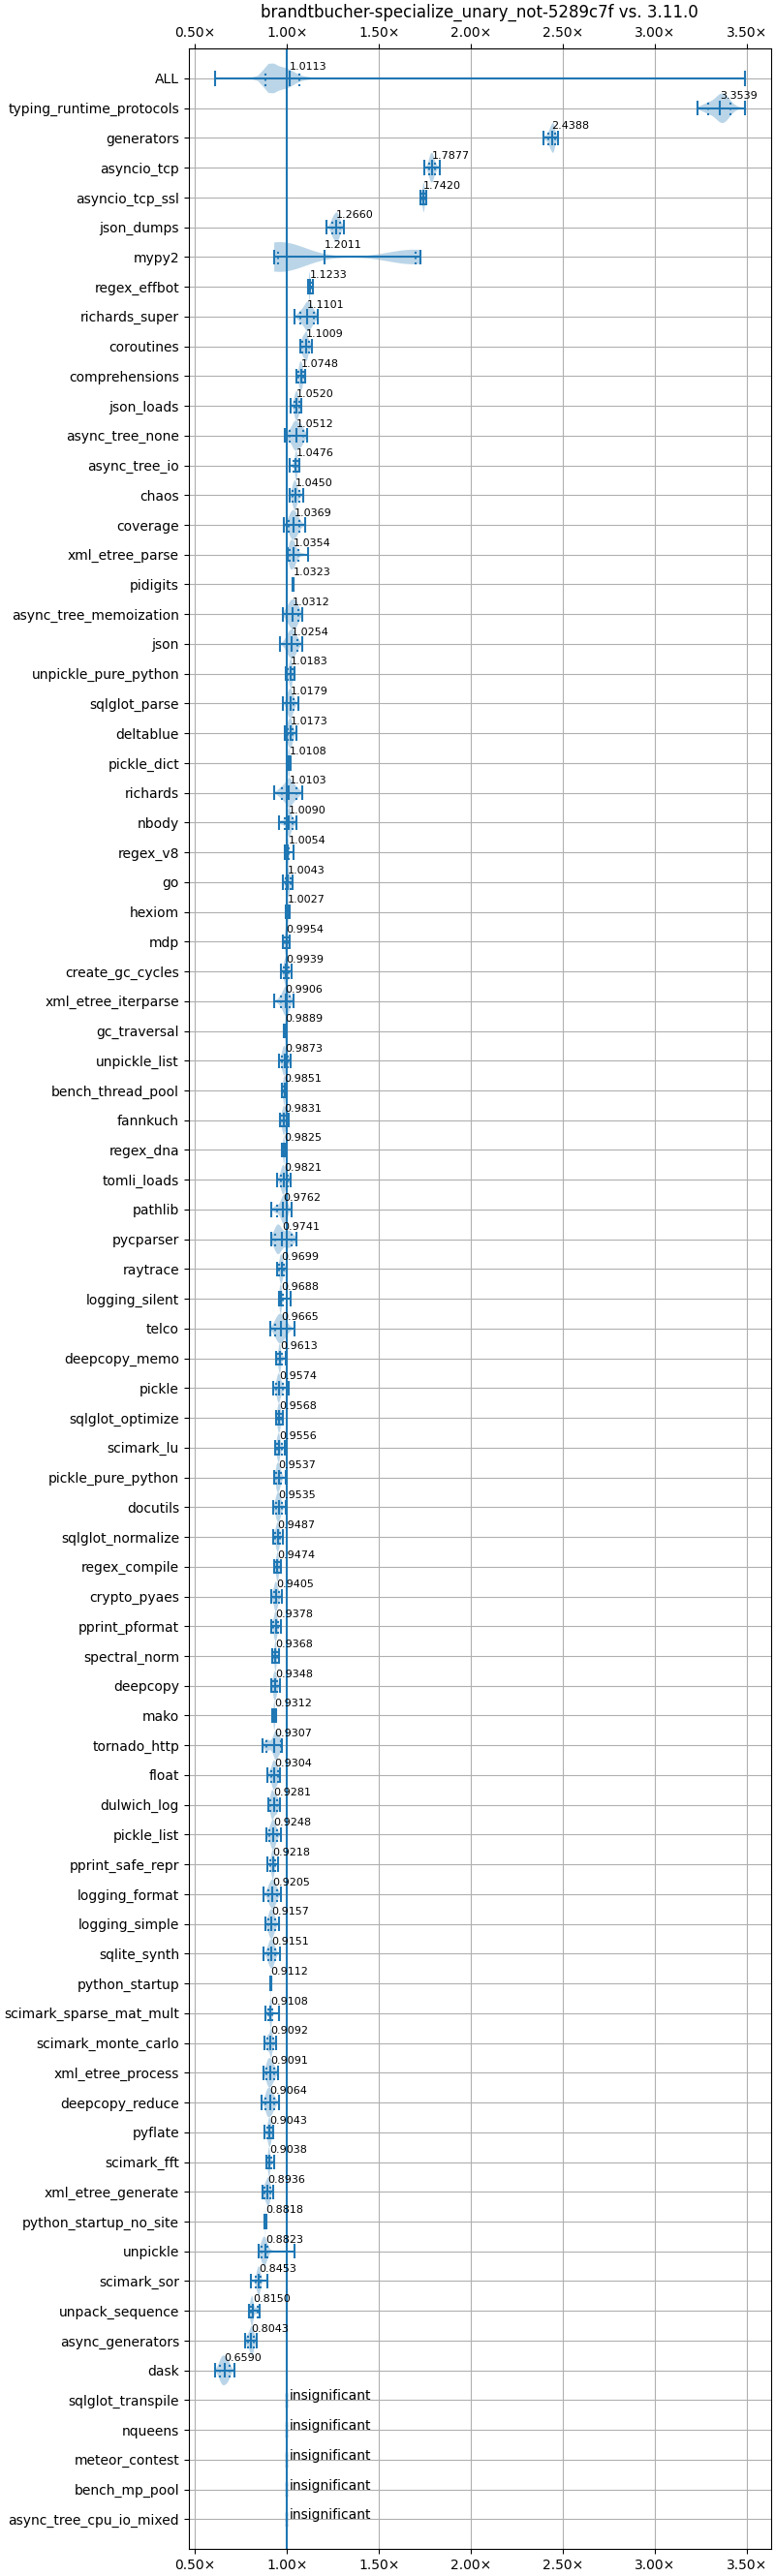 brandtbucher-specialize_unary_not-5289c7f vs. 3.11.0
0.50× 1.00× 1.50× 2.00× 2.50× 3.00× 3.50×
ALL 1.0113
typing_runtime_protocols 3.3539
generators 2.4388
asyncio_tcp 1.7877
asyncio_tcp_ssl 1.7420
json_dumps 1.2660
mypy2 1.2011
regex_effbot 1.1233
richards_super 1.1101
coroutines 1.1009
comprehensions 1.0748
json_loads 1.0520
async_tree_none 1.0512
async_tree_io 1.0476
chaos 1.0450
coverage 1.0369
xml_etree_parse 1.0354
pidigits 1.0323
async_tree_memoization 1.0312
json 1.0254
unpickle_pure_python 1.0183
sqlglot_parse 1.0179
deltablue 1.0173
pickle_dict 1.0108
richards 1.0103
nbody 1.0090
regex_v8 1.0054
go 1.0043
hexiom 1.0027
mdp 0.9954
create_gc_cycles 0.9939
xml_etree_iterparse 0.9906
gc_traversal 0.9889
unpickle_list 0.9873
bench_thread_pool 0.9851
fannkuch 0.9831
regex_dna 0.9825
tomli_loads 0.9821
pathlib 0.9762
pycparser 0.9741
raytrace 0.9699
logging_silent 0.9688
telco 0.9665
deepcopy_memo 0.9613
pickle 0.9574
sqlglot_optimize 0.9568
scimark_lu 0.9556
pickle_pure_python 0.9537
docutils 0.9535
sqlglot_normalize 0.9487
regex_compile 0.9474
crypto_pyaes 0.9405
pprint_pformat 0.9378
spectral_norm 0.9368
deepcopy 0.9348
mako 0.9312
tornado_http 0.9307
float 0.9304
dulwich_log 0.9281
pickle_list 0.9248
pprint_safe_repr 0.9218
logging_format 0.9205
logging_simple 0.9157
sqlite_synth 0.9151
python_startup 0.9112
scimark_sparse_mat_mult 0.9108
scimark_monte_carlo 0.9092
xml_etree_process 0.9091
deepcopy_reduce 0.9064
pyflate 0.9043
scimark_fft 0.9038
xml_etree_generate 0.8936
python_startup_no_site 0.8818
unpickle 0.8823
scimark_sor 0.8453
unpack_sequence 0.8150
async_generators 0.8043
dask 0.6590
sqlglot_transpile insignificant
nqueens insignificant
meteor_contest insignificant
bench_mp_pool insignificant
async_tree_cpu_io_mixed insignificant
0.50× 1.00× 1.50× 2.00× 2.50× 3.00× 3.50×